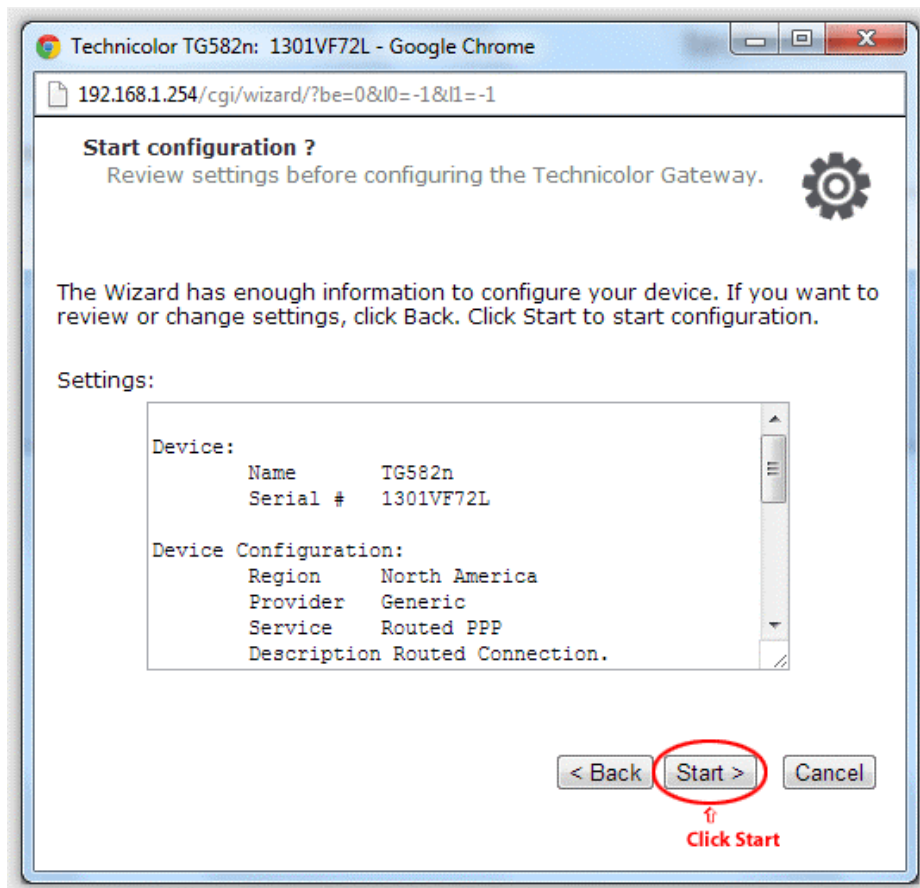 Technicolor TG582n: 1301VF72L - Google Chrome
192.168.1.254/cgi/wizard/?be=0&l0=-1&l1=-1
Start configuration ?
Review settings before configuring the Technicolor Gateway.
The Wizard has enough information to configure your device. If you want to
review or change settings, click Back. Click Start to start configuration.
Settings:
Device:
Name TG582n
Serial # 1301VF72L
Device Configuration:
Region North America
Provider Generic
Service Routed PPP
Description Routed Connection.
< Back Start > Cancel
⇧
Click Start